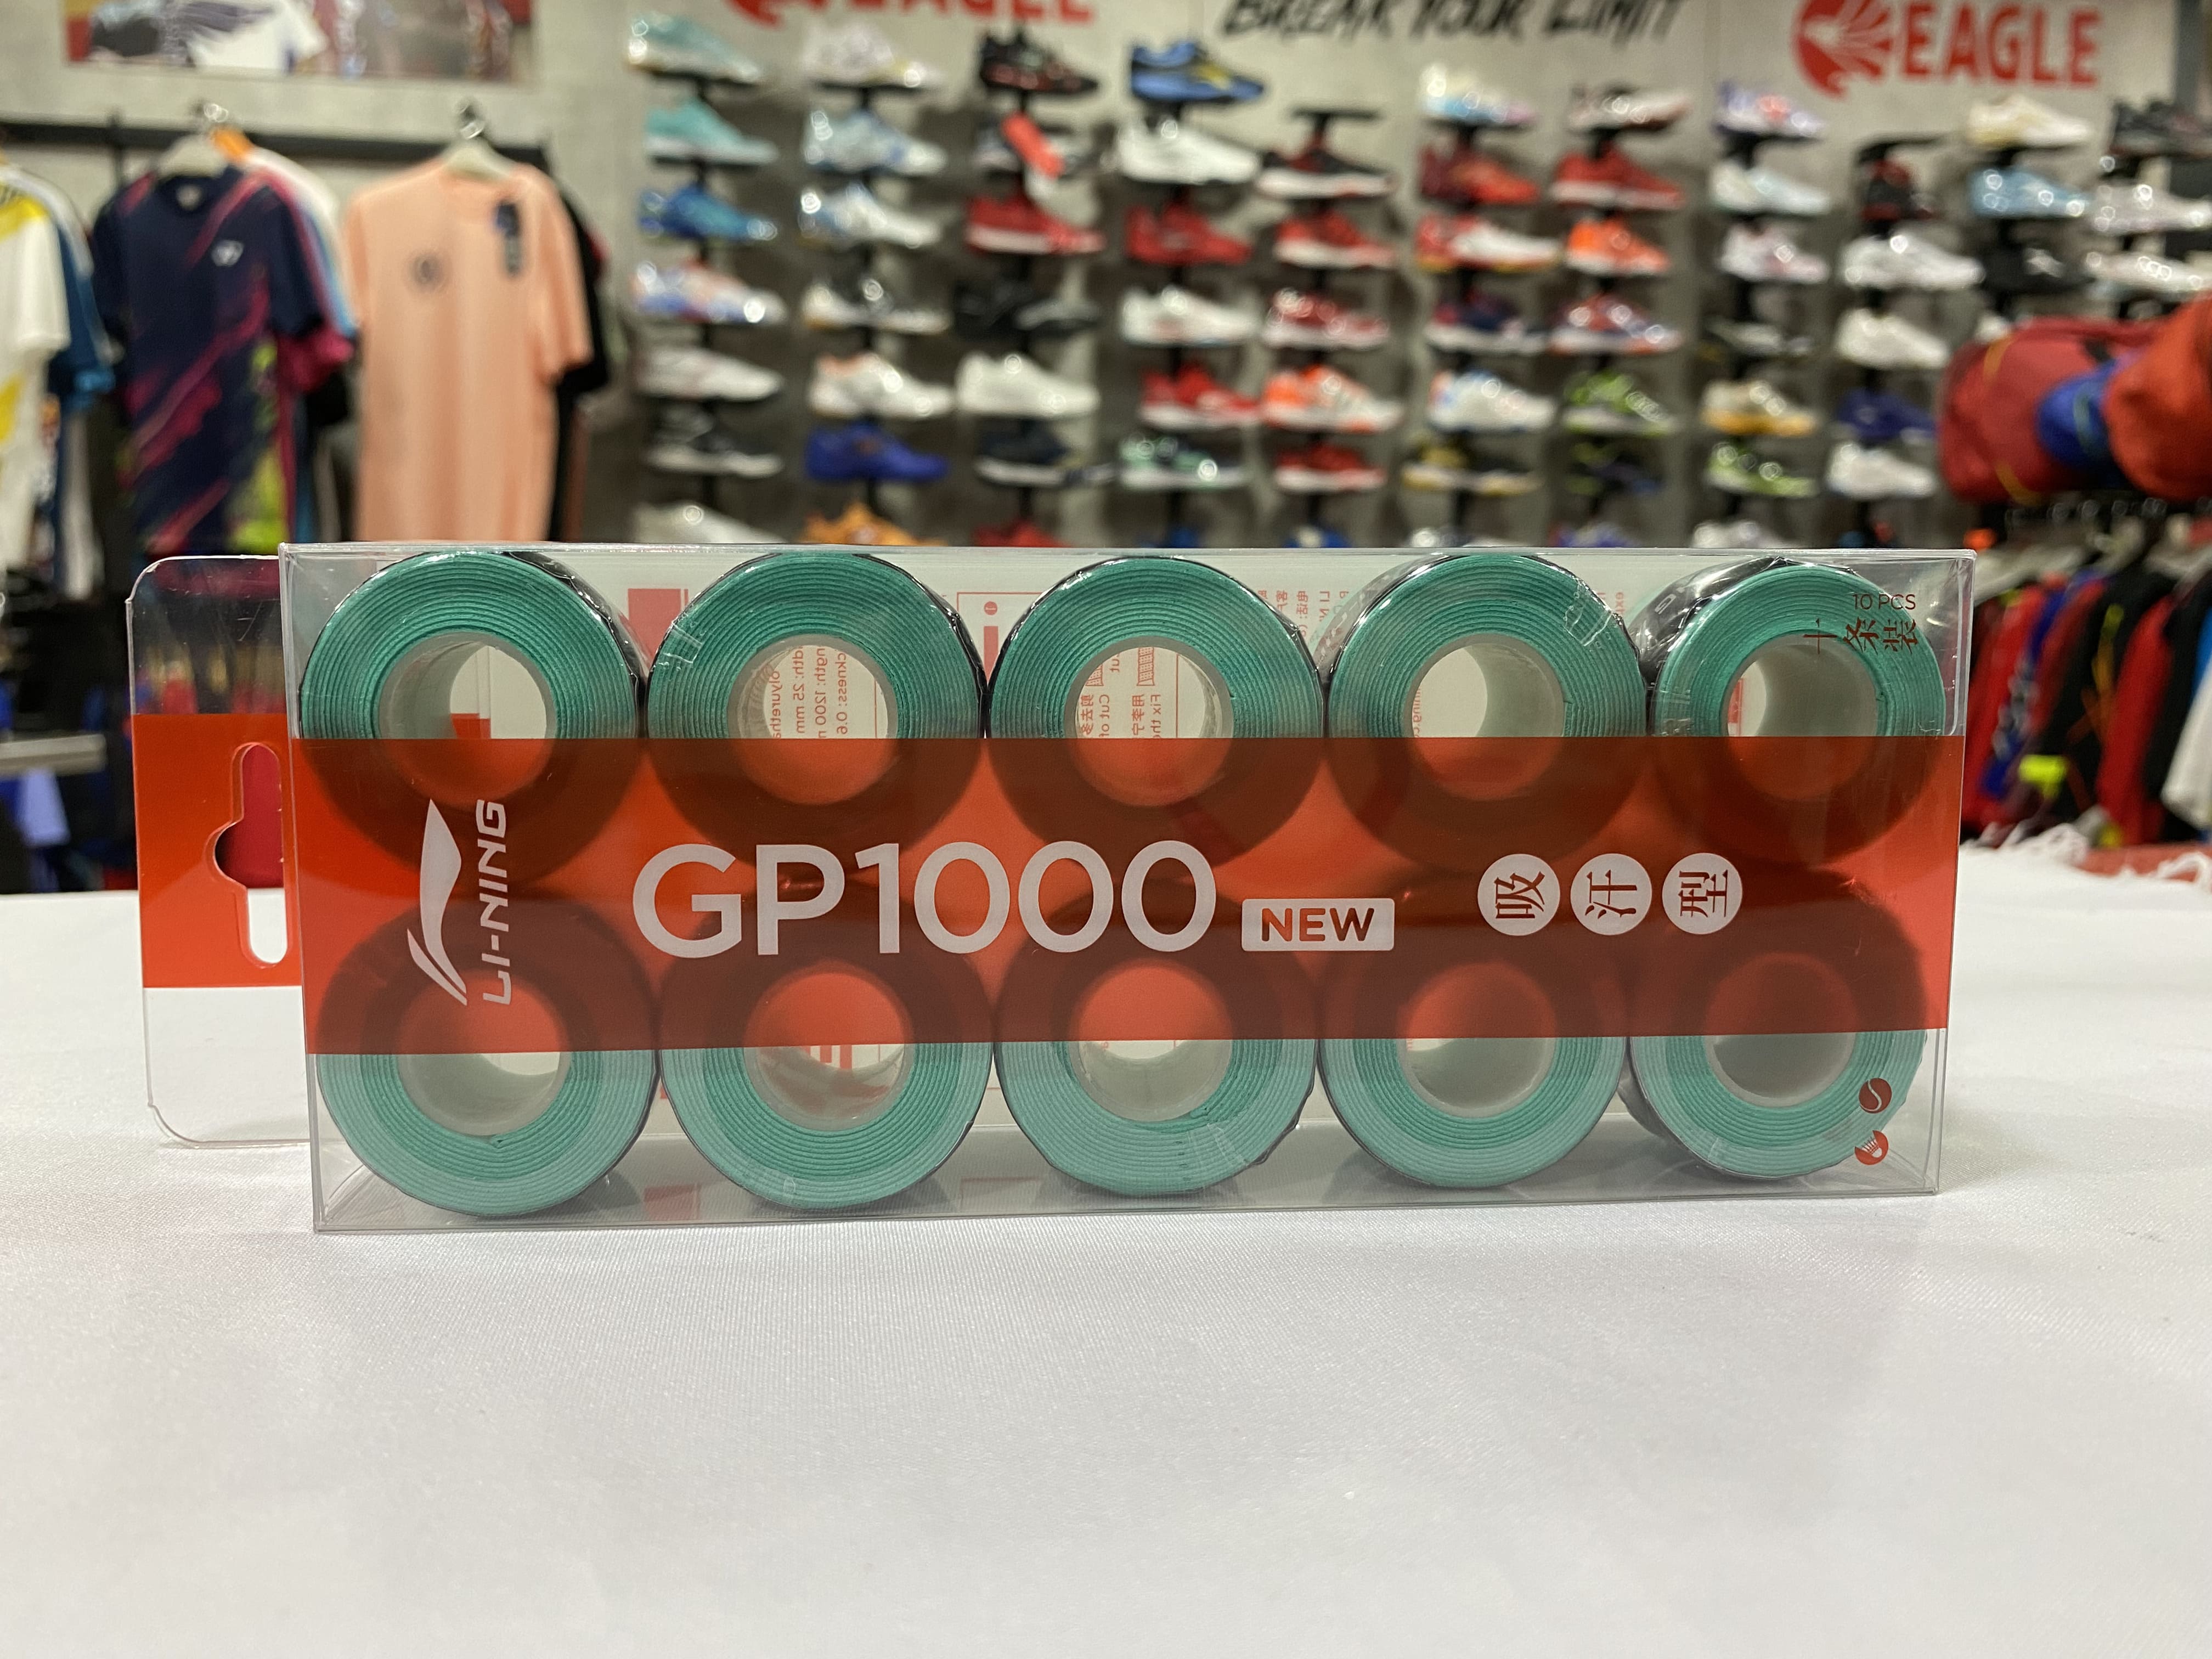 EAGLE
BREAK YOUR LIMIT
EAGLE
10 PCS
十条装
LI-NING
GP1000
NEW
吸汗型